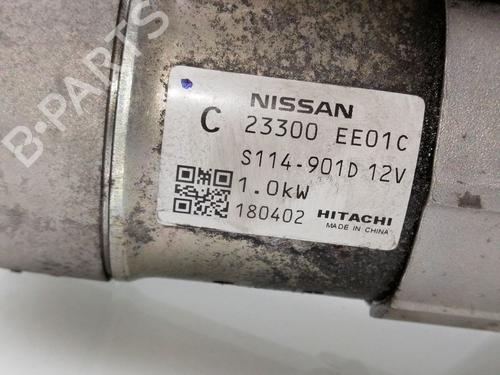 B-PARTS
NISSAN
C 23300 EE01C
S114-901D 12V
1.0kW
180402 HITACHI
MADE IN CHINA